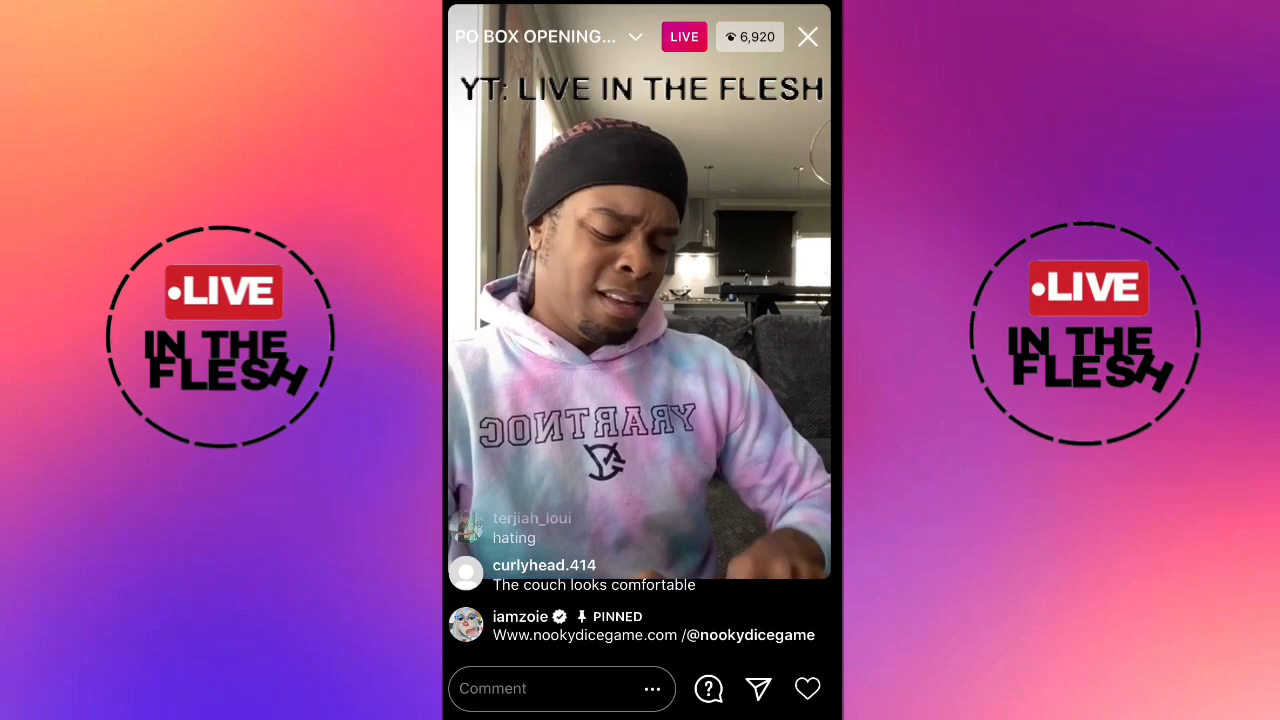 PO BOX OPENING...
LIVE
6,920
YT: LIVE IN THE FLESH
LIVE
IN THE
FLESH
LIVE
IN THE
FLESH
CONTRARY
terjiah_loui
hating
curlyhead.414
The couch looks comfortable
iamzoie PINNED
Www.nookydicegame.com /@nookydicegame
Comment